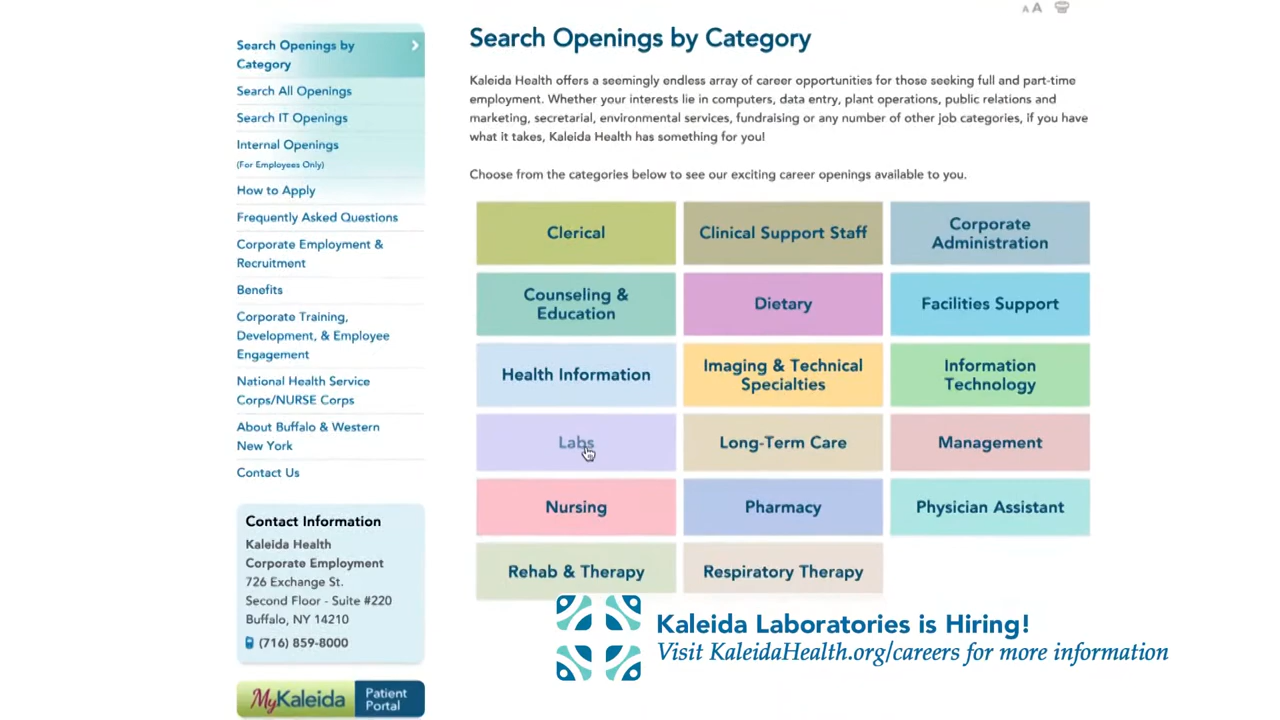 A A
Search Openings by
Category
Search All Openings
Search IT Openings
Internal Openings
(For Employees Only)
How to Apply
Frequently Asked Questions
Corporate Employment &
Recruitment
Benefits
Corporate Training,
Development, & Employee
Engagement
National Health Service
Corps/NURSE Corps
About Buffalo & Western
New York
Contact Us
Contact Information
Kaleida Health
Corporate Employment
726 Exchange St.
Second Floor - Suite #220
Buffalo, NY 14210
(716) 859-8000
MyKaleida
Patient
Portal
Search Openings by Category
Kaleida Health offers a seemingly endless array of career opportunities for those seeking full and part-time
employment. Whether your interests lie in computers, data entry, plant operations, public relations and
marketing, secretarial, environmental services, fundraising or any number of other job categories, if you have
what it takes, Kaleida Health has something for you!
Choose from the categories below to see our exciting career openings available to you.
Clerical
Clinical Support Staff
Corporate
Administration
Counseling &
Education
Dietary
Facilities Support
Health Information
Imaging & Technical
Specialties
Information
Technology
Labs
Long-Term Care
Management
Nursing
Pharmacy
Physician Assistant
Rehab & Therapy
Respiratory Therapy
Kaleida Laboratories is Hiring!
Visit KaleidaHealth.org/careers for more information